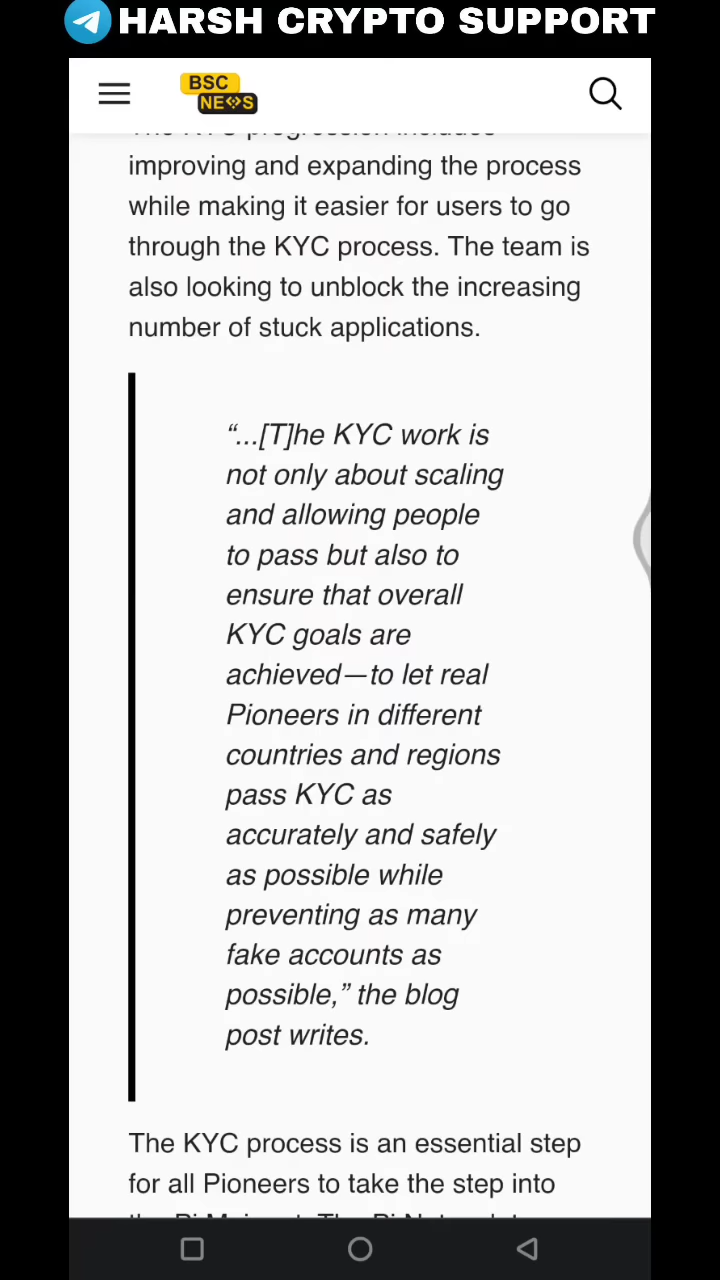 HARSH CRYPTO SUPPORT
BSC
NEWS
improving and expanding the process
while making it easier for users to go
through the KYC process. The team is
also looking to unblock the increasing
number of stuck applications.
“...[T]he KYC work is
not only about scaling
and allowing people
to pass but also to
ensure that overall
KYC goals are
achieved—to let real
Pioneers in different
countries and regions
pass KYC as
accurately and safely
as possible while
preventing as many
fake accounts as
possible,” the blog
post writes.
The KYC process is an essential step
for all Pioneers to take the step into